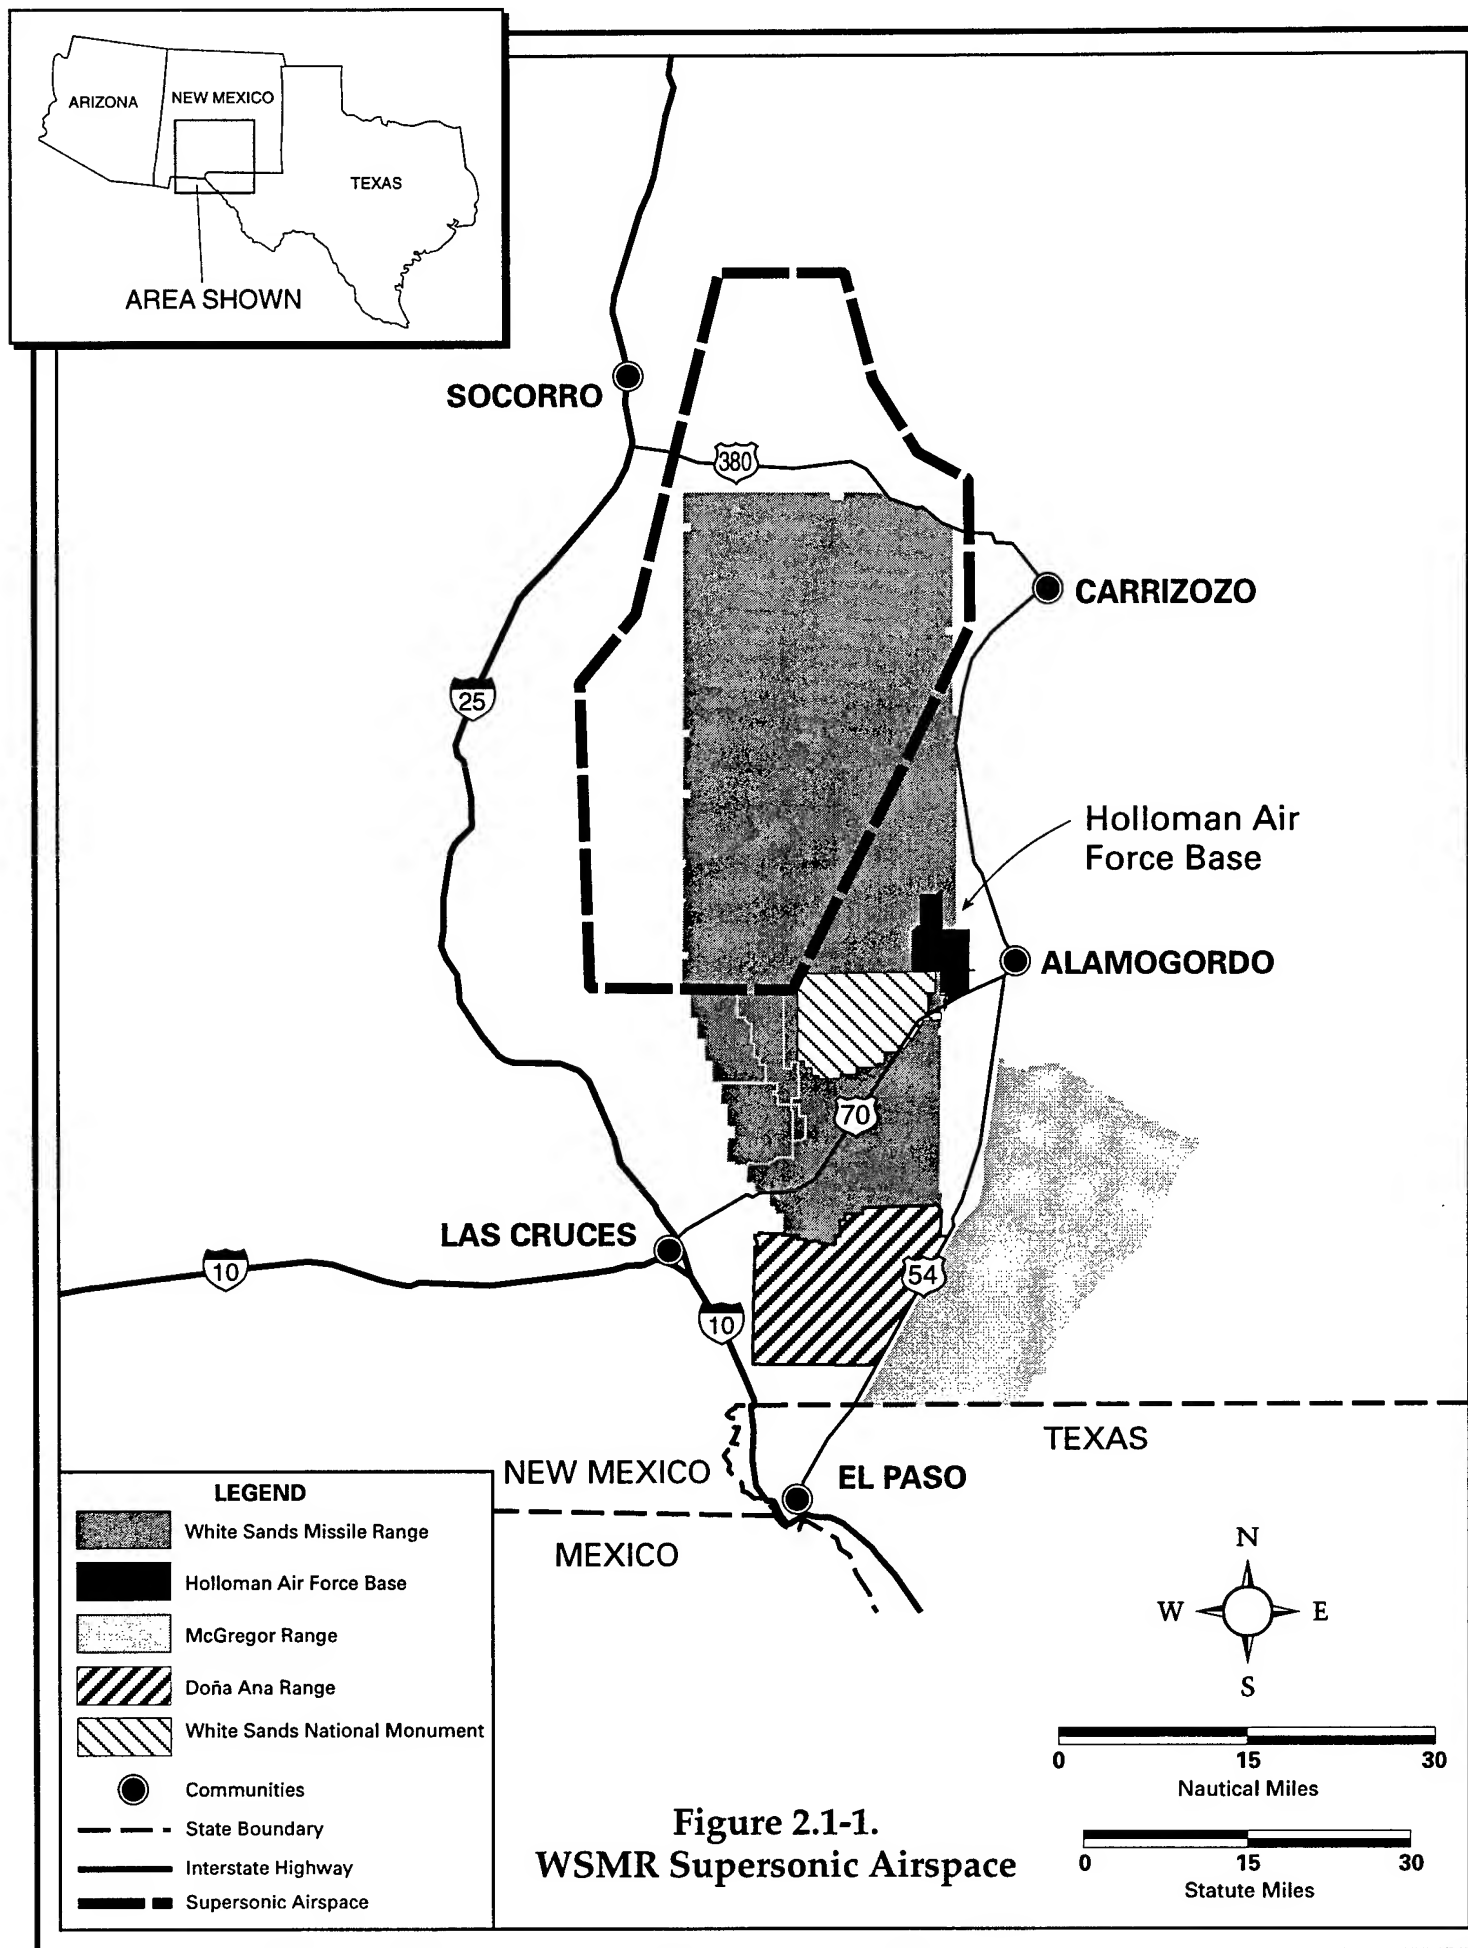 ARIZONA
NEW MEXICO
TEXAS
AREA SHOWN
SOCORRO
380
CARRIZOZO
25
Holloman Air
Force Base
ALAMOGORDO
70
LAS CRUCES
10
54
10
TEXAS
NEW MEXICO
EL PASO
MEXICO
LEGEND
White Sands Missile Range
Holloman Air Force Base
McGregor Range
Doña Ana Range
White Sands National Monument
Communities
State Boundary
Interstate Highway
Supersonic Airspace
N
W E
S
0 15 30
Nautical Miles
0 15 30
Statute Miles
Figure 2.1-1.
WSMR Supersonic Airspace